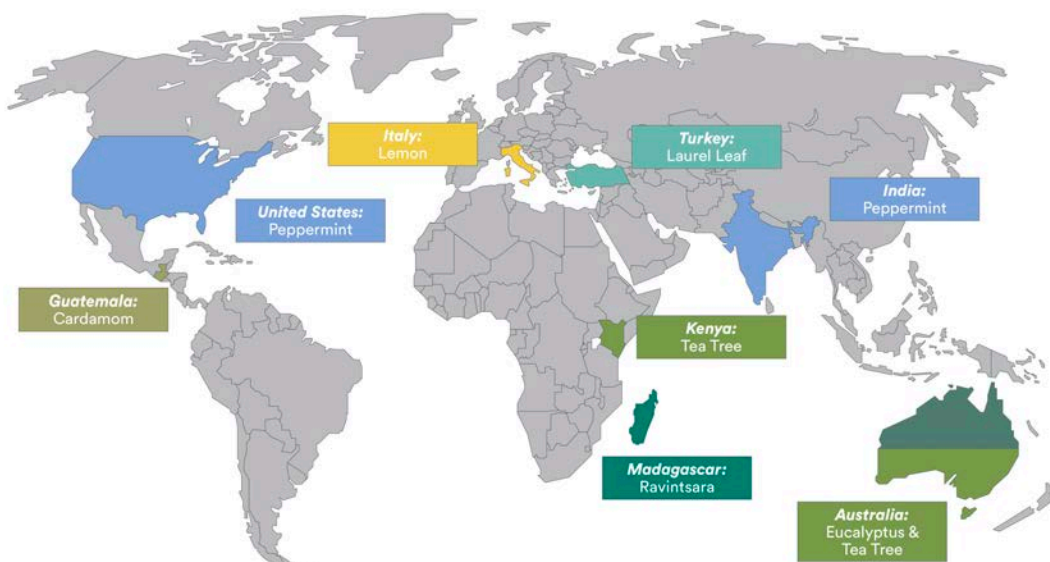 Italy:
Lemon
Turkey:
Laurel Leaf
United States:
Peppermint
India:
Peppermint
Guatemala:
Cardamom
Kenya:
Tea Tree
Madagascar:
Ravintsara
Australia:
Eucalyptus &
Tea Tree